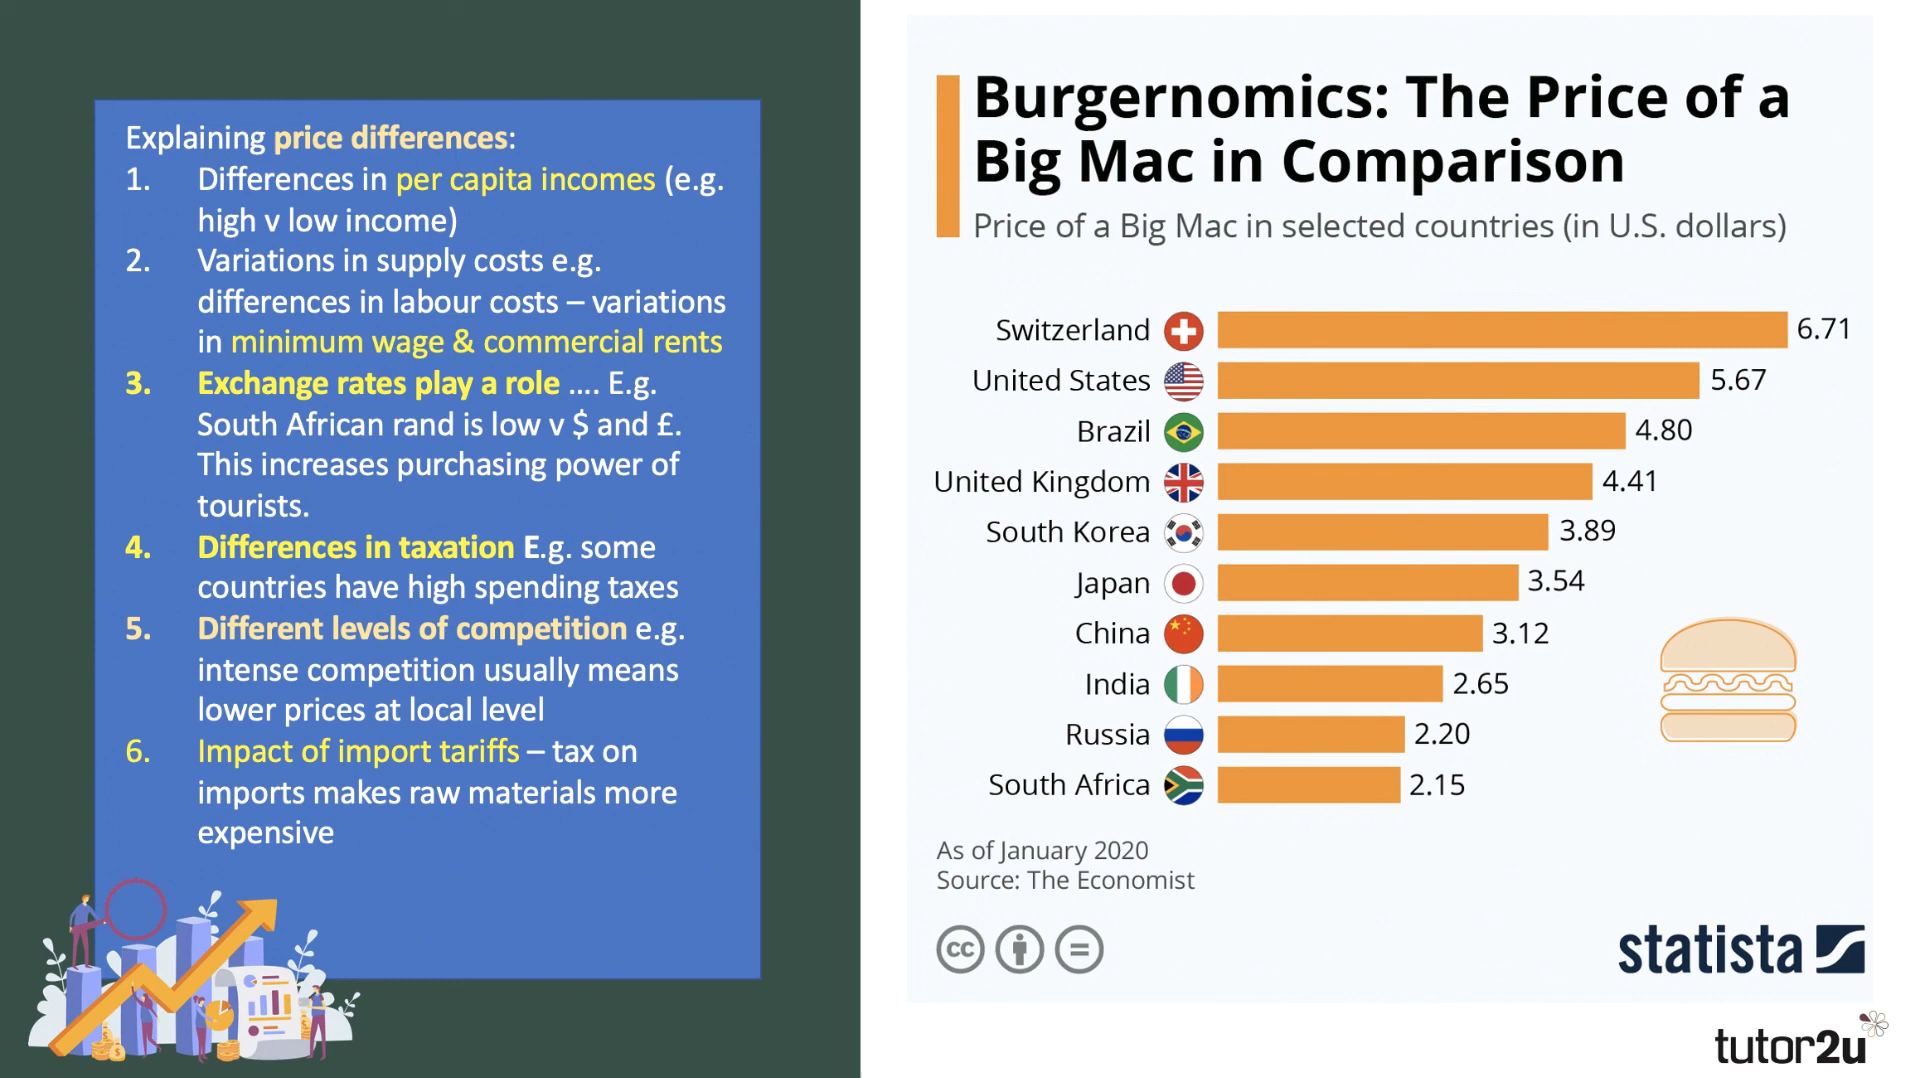 Explaining price differences:
1. Differences in per capita incomes (e.g.
high v low income)
2. Variations in supply costs e.g.
differences in labour costs – variations
in minimum wage & commercial rents
3. Exchange rates play a role .... E.g.
South African rand is low v $ and £.
This increases purchasing power of
tourists.
4. Differences in taxation E.g. some
countries have high spending taxes
5. Different levels of competition e.g.
intense competition usually means
lower prices at local level
6. Impact of import tariffs – tax on
imports makes raw materials more
expensive
Burgernomics: The Price of a
Big Mac in Comparison
Price of a Big Mac in selected countries (in U.S. dollars)
Switzerland 6.71
United States 5.67
Brazil 4.80
United Kingdom 4.41
South Korea 3.89
Japan 3.54
China 3.12
India 2.65
Russia 2.20
South Africa 2.15
As of January 2020
Source: The Economist
cc
statista
tutor2u